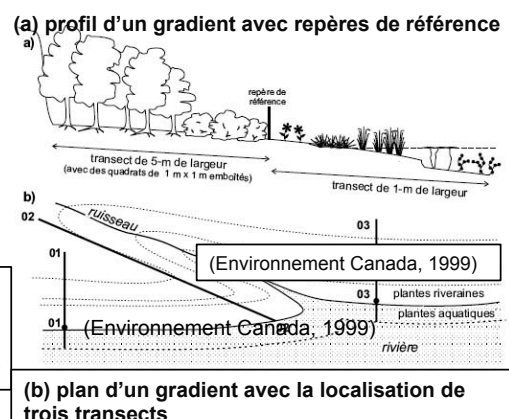 (a) profil d'un gradient avec repères de référence
a)
repère de
référence
transect de 5-m de largeur
(avec des quadrats de 1 m x 1 m emboîtés)
transect de 1-m de largeur
b)
02
ruisseau
03
01
(Environnement Canada, 1999)
03
plantes riveraines
plantes aquatiques
01
(Environnement Canada, 1999)
rivière
(b) plan d'un gradient avec la localisation de
trois transects